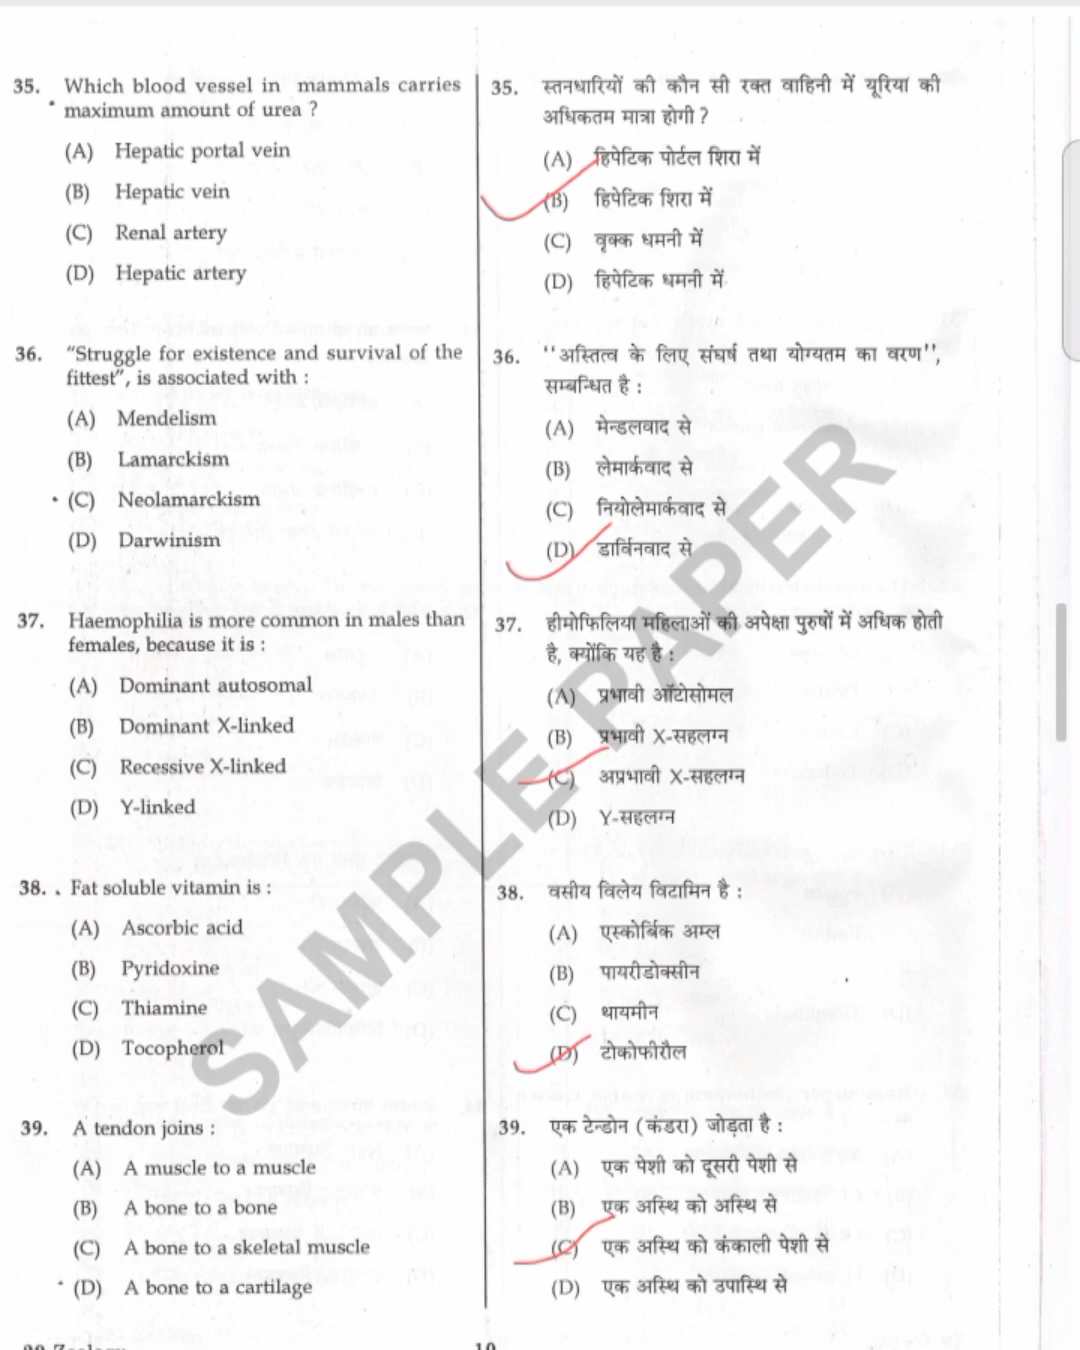 35. Which blood vessel in mammals carries
maximum amount of urea ?
(A) Hepatic portal vein
(B) Hepatic vein
(C) Renal artery
(D) Hepatic artery
36. "Struggle for existence and survival of the
fittest", is associated with :
(A) Mendelism
(B) Lamarckism
(C) Neolamarckism
(D) Darwinism
37. Haemophilia is more common in males than
females, because it is :
(A) Dominant autosomal
(B) Dominant X-linked
(C) Recessive X-linked
(D) Y-linked
38. Fat soluble vitamin is :
(A) Ascorbic acid
(B) Pyridoxine
(C) Thiamine
(D) Tocopherol
39. A tendon joins :
(A) A muscle to a muscle
(B) A bone to a bone
(C) A bone to a skeletal muscle
(D) A bone to a cartilage
35. स्तनधारियों की कौन सी रक्त वाहिनी में यूरिया की
अधिकतम मात्रा होगी ?
(A) हिपेटिक पोर्टल शिरा में
(B) हिपेटिक शिरा में
(C) वृक्क धमनी में
(D) हिपेटिक धमनी में
36. ''अस्तित्व के लिए संघर्ष तथा योग्यतम का वरण'',
सम्बन्धित है :
(A) मेन्डलवाद से
(B) लेमार्कवाद से
(C) नियोलेमार्कवाद से
(D) डार्विनवाद से
37. हीमोफिलिया महिलाओं की अपेक्षा पुरुषों में अधिक होती
है, क्योंकि यह है :
(A) प्रभावी ऑटोसोमल
(B) प्रभावी X-सहलग्न
(C) अप्रभावी X-सहलग्न
(D) Y-सहलग्न
38. वसीय विलेय विटामिन है :
(A) एस्कोर्बिक अम्ल
(B) पायरीडोक्सीन
(C) थायमीन
(D) टोकोफीरौल
39. एक टेन्डोन (कंडरा) जोड़ता है :
(A) एक पेशी को दूसरी पेशी से
(B) एक अस्थि को अस्थि से
(C) एक अस्थि को कंकाली पेशी से
(D) एक अस्थि को उपास्थि से
SAMPLE PAPER
10